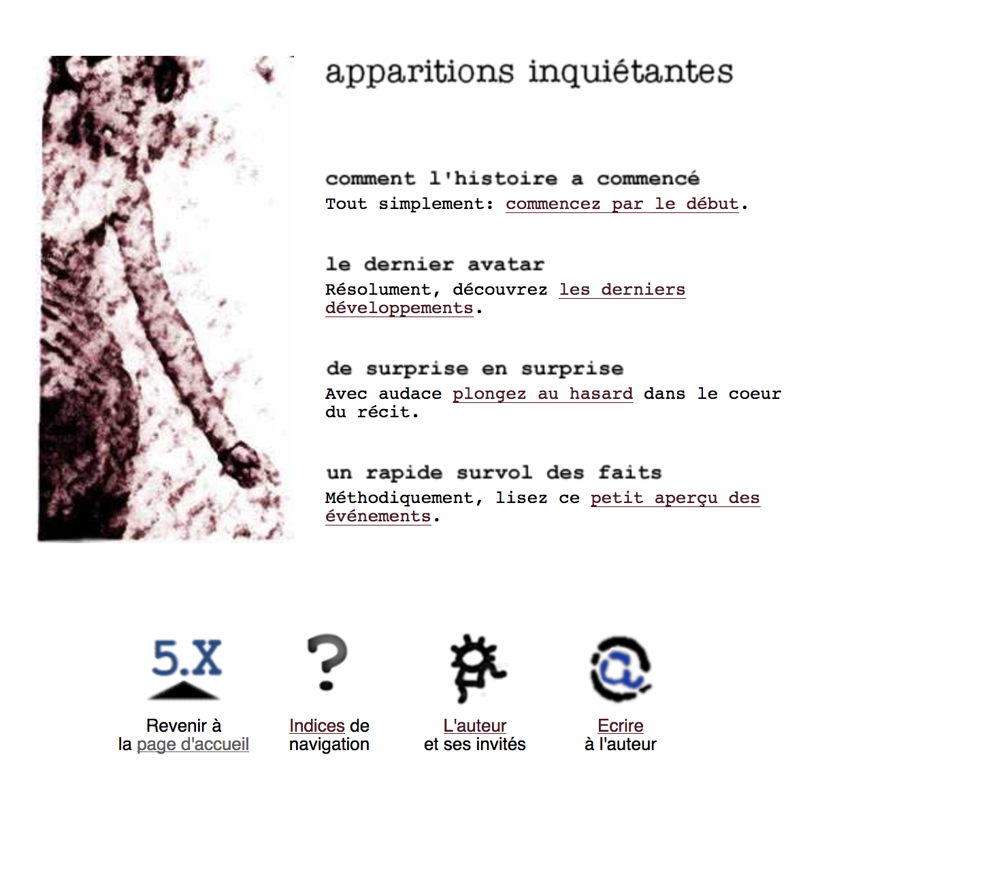 apparitions inquiétantes
comment l'histoire a commencé
Tout simplement: commencez par le début.
le dernier avatar
Résolument, découvrez les derniers
développements.
de surprise en surprise
Avec audace plongez au hasard dans le coeur
du récit.
un rapide survol des faits
Méthodiquement, lisez ce petit aperçu des
événements.
5.X
?
@
Revenir à
la page d'accueil
Indices de
navigation
L'auteur
et ses invités
Ecrire
à l'auteur